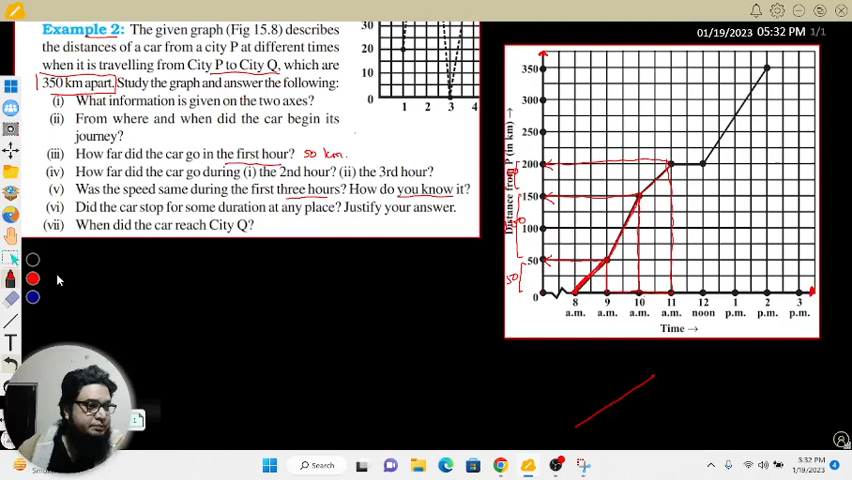 01/19/2023 05:32 PM 1/1
Example 2: The given graph (Fig 15.8) describes
the distances of a car from a city P at different times
when it is travelling from City P to City Q, which are
350 km apart. Study the graph and answer the following:
(i) What information is given on the two axes?
(ii) From where and when did the car begin its
journey?
(iii) How far did the car go in the first hour? 50 km.
(iv) How far did the car go during (i) the 2nd hour? (ii) the 3rd hour?
(v) Was the speed same during the first three hours? How do you know it?
(vi) Did the car stop for some duration at any place? Justify your answer.
(vii) When did the car reach City Q?
30
20
10
0
1 2 3 4
Distance from P (in km) →
350
300
250
200
150
100
50
0
50
8 9 10 11 12 1 2 3
a.m. a.m. a.m. a.m. noon p.m. p.m. p.m.
Time →
1
Search
5:32 PM
1/19/2023
4